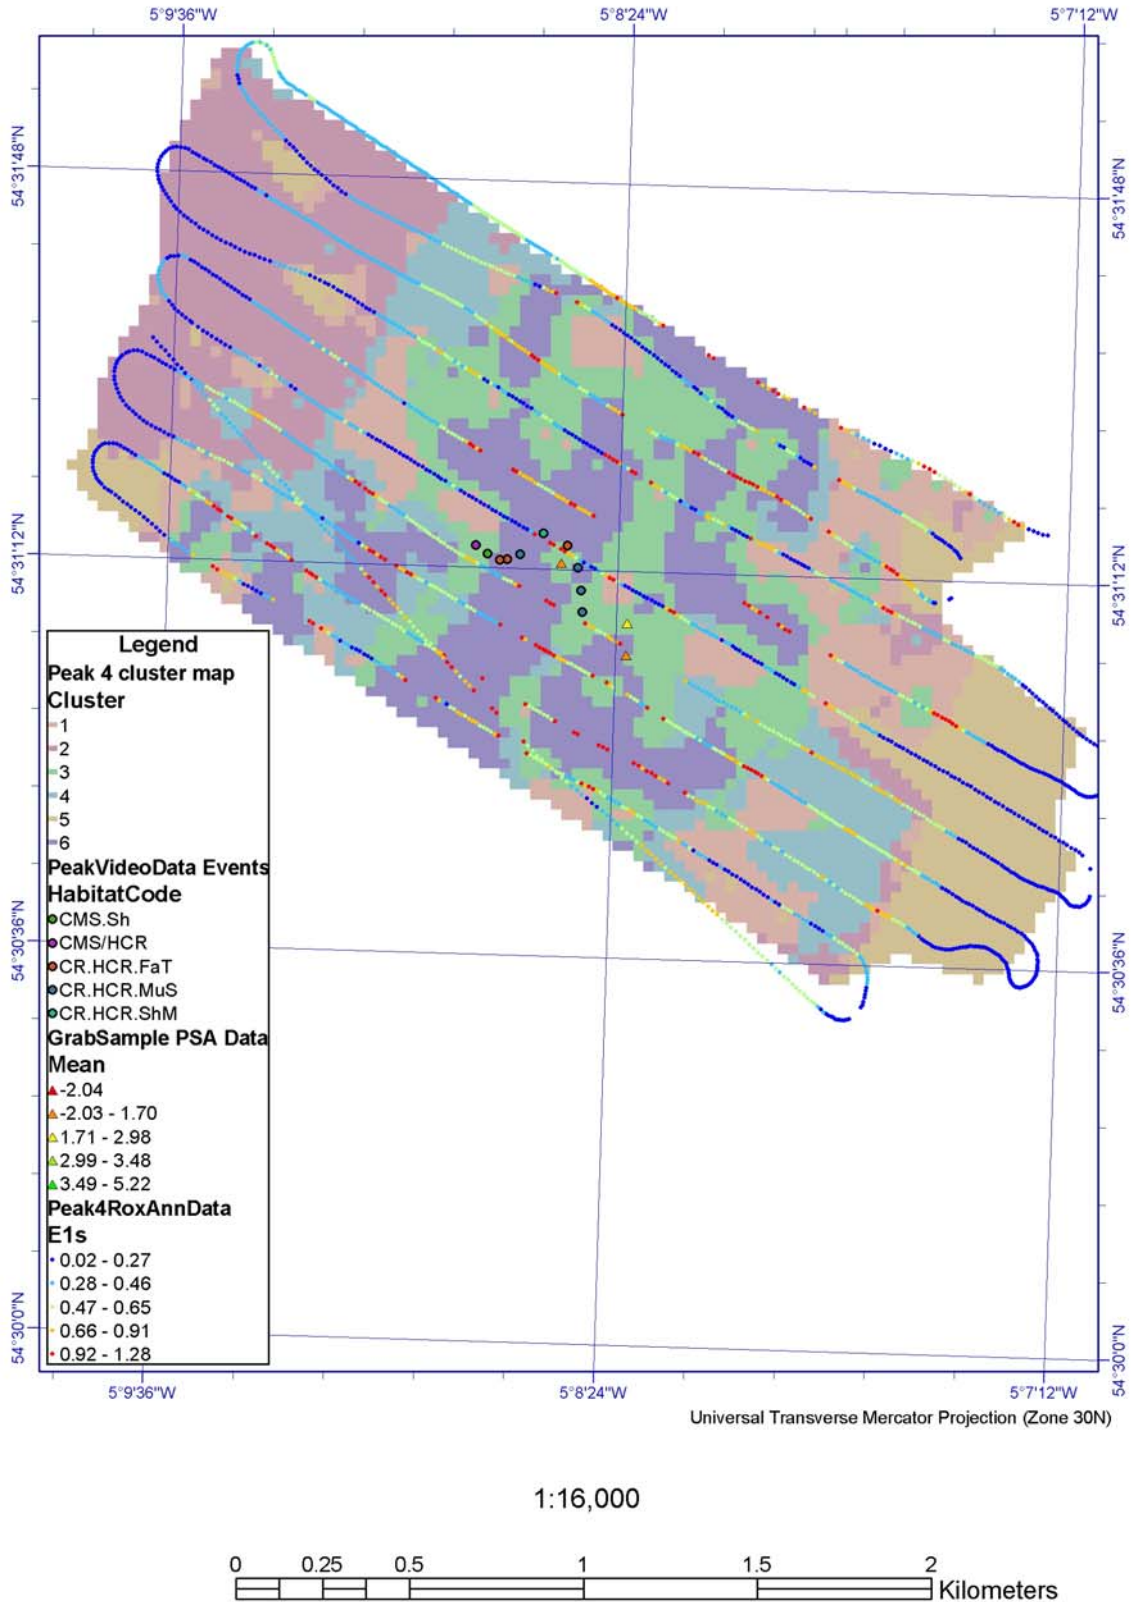 5°9'36"W 5°8'24"W 5°7'12"W
54°31'48"N
54°31'48"N
54°31'12"N
54°31'12"N
54°30'36"N
54°30'36"N
54°30'0"N
54°30'0"N
Legend
Peak 4 cluster map
Cluster
1
2
3
4
5
6
PeakVideoData Events
HabitatCode
CMS.Sh
CMS/HCR
CR.HCR.FaT
CR.HCR.MuS
CR.HCR.ShM
GrabSample PSA Data
Mean
-2.04
-2.03 - 1.70
1.71 - 2.98
2.99 - 3.48
3.49 - 5.22
Peak4RoxAnnData
E1s
0.02 - 0.27
0.28 - 0.46
0.47 - 0.65
0.66 - 0.91
0.92 - 1.28
5°9'36"W 5°8'24"W 5°7'12"W
Universal Transverse Mercator Projection (Zone 30N)
1:16,000
0 0.25 0.5 1 1.5 2
Kilometers